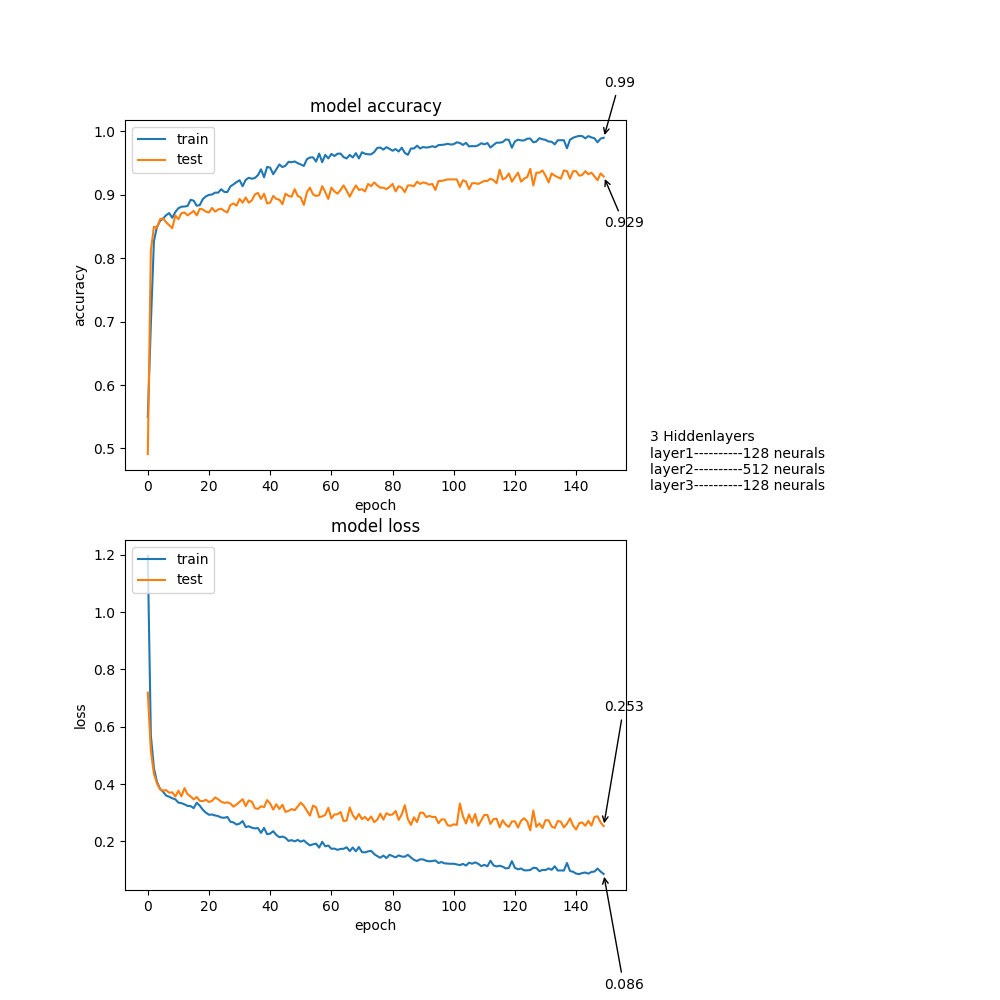 0.99
model accuracy
train
test
1.0
0.9
0.8
0.7
0.6
0.5
accuracy
0.929
0 20 40 60 80 100 120 140
epoch
3 Hiddenlayers
layer1----------128 neurals
layer2----------512 neurals
layer3----------128 neurals
model loss
train
test
1.2
1.0
0.8
0.6
0.4
0.2
loss
0.253
0 20 40 60 80 100 120 140
epoch
0.086